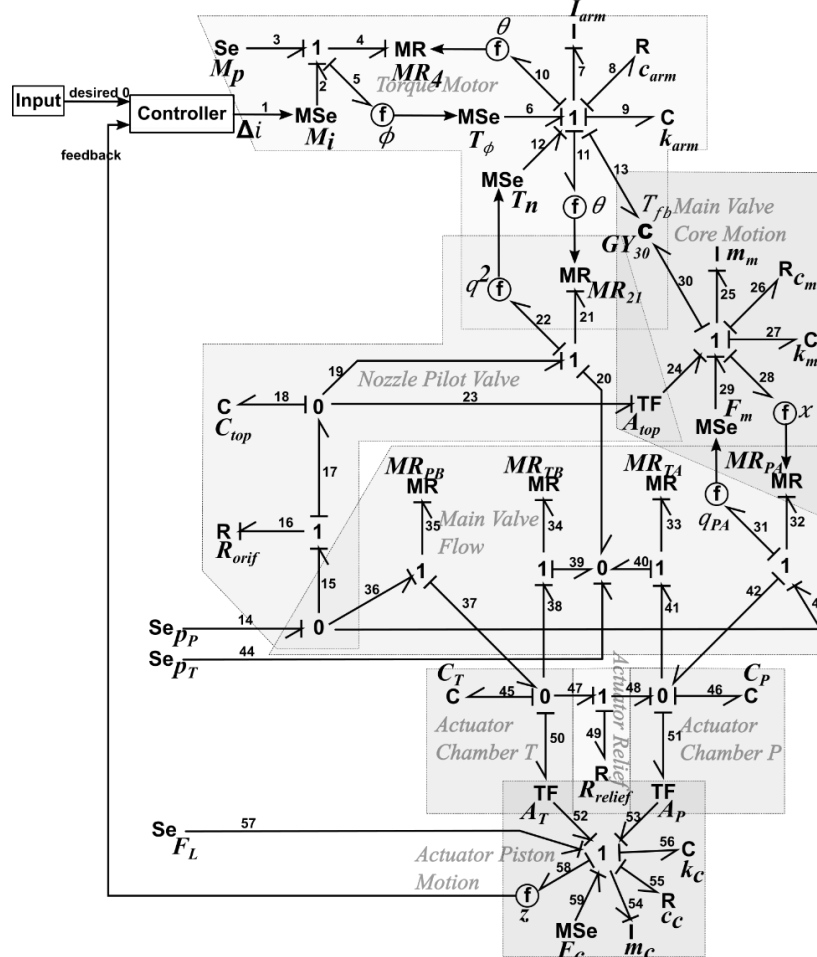 I_arm
θ
Se 3 1 4 MR f R
M_p MR_4 7 8 c_arm
2 5 10
Torque Motor
Input desired 0 Controller 1 MSe f MSe 6 1 9 C
Δi M_i ϕ T_ϕ k_arm
feedback
12 11 13
MSe T_n f θ T_fb Main Valve
C Core Motion
GY_30 I m_m
q^2 f MR MR_21 30 25 26 R c_m
22 21 1 27 C
k_m
19 1 20 24 29 28
Nozzle Pilot Valve F_m
C 18 0 23 TF MSe f x
C_top A_top
MR_PB MR_TB MR_TA MR_PA
17 MR MR MR MR
f
q_PA
R 16 1 35 Main Valve 34 33 31 32
R_orif Flow
15 36 1 1 39 0 40 1 1
37 38 41 42 4
Se p_P 14 0
Se p_T 44
C_T C_P
C 45 0 47 1 48 0 46 C
Actuator 50 49 Actuator Relief 51 Actuator
Chamber T R Chamber P
R_relief
TF TF
A_T A_P
Se 57 52 53
F_L 1 56 C
Actuator Piston k_c
Motion 58 55
f 59 54 R
z c_c
MSe I
F_c m_c